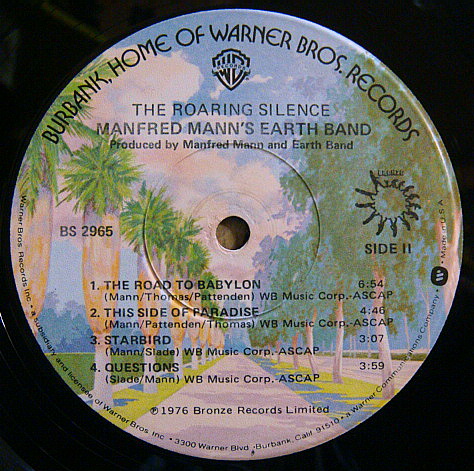 BURBANK, HOME OF WARNER BROS. RECORDS
WB
RECORDS
THE ROARING SILENCE
MANFRED MANN'S EARTH BAND
Produced by Manfred Mann and Earth Band
BRONZE
BS 2965
SIDE II
1. THE ROAD TO BABYLON 6:54
(Mann/Thomas/Pattenden) WB Music Corp.-ASCAP
2. THIS SIDE OF PARADISE 4:46
(Mann/Pattenden/Thomas) WB Music Corp.-ASCAP
3. STARBIRD 3:07
(Mann/Slade) WB Music Corp.-ASCAP
4. QUESTIONS 3:59
(Slade/Mann) WB Music Corp.-ASCAP
℗1976 Bronze Records Limited
Warner Bros. Records Inc. • a Subsidiary and licensee of Warner Bros. Inc. • 3300 Warner Blvd., Burbank, Calif. 91510 • a Warner Communications Company • Made in U.S.A.